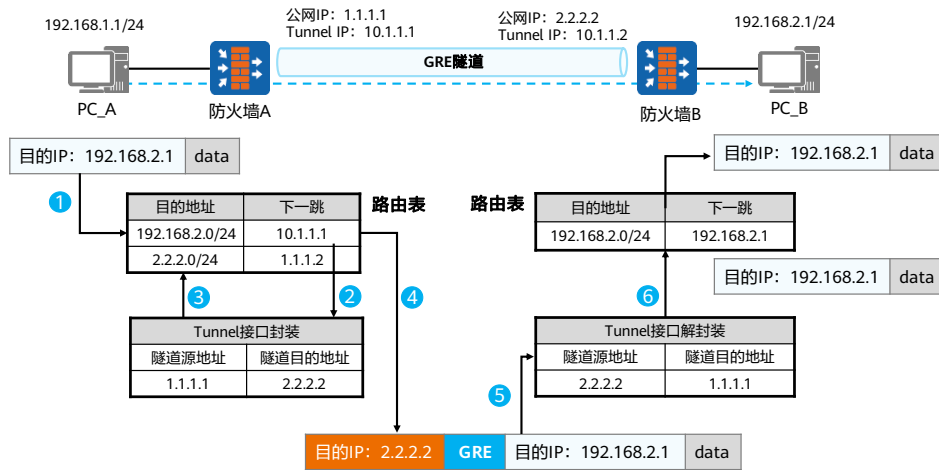 192.168.1.1/24
公网IP：1.1.1.1
Tunnel IP：10.1.1.1
公网IP：2.2.2.2
Tunnel IP：10.1.1.2
192.168.2.1/24
GRE隧道
PC_A
防火墙A
防火墙B
PC_B
目的IP：192.168.2.1 data
1
目的地址 下一跳
192.168.2.0/24 10.1.1.1
2.2.2.0/24 1.1.1.2
路由表
3
2
4
Tunnel接口封装
隧道源地址 隧道目的地址
1.1.1.1 2.2.2.2
目的IP：192.168.2.1 data
路由表
目的地址 下一跳
192.168.2.0/24 192.168.2.1
目的IP：192.168.2.1 data
6
Tunnel接口解封装
隧道源地址 隧道目的地址
2.2.2.2 1.1.1.1
5
目的IP：2.2.2.2 GRE 目的IP：192.168.2.1 data